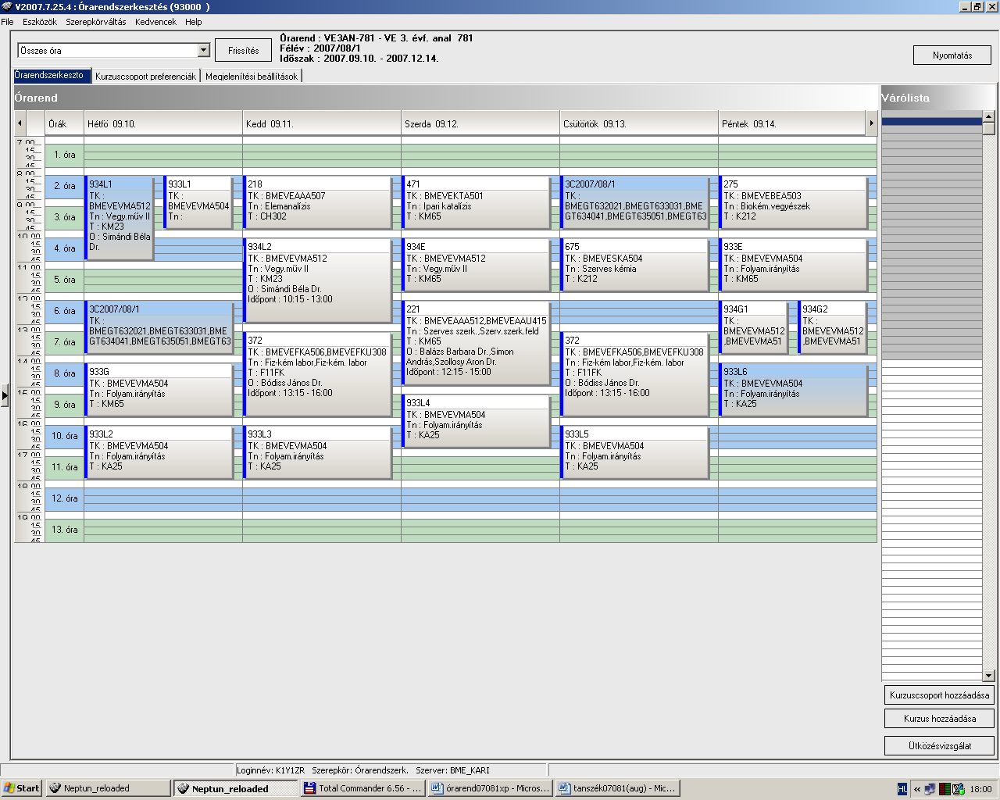 V2007.7.25.4 : Órarendszerkesztés (93000  )
File Eszközök Szerepkörváltás Kedvencek Help
Összes óra
Frissítés
Órarend : VE3AN-781 - VE 3. évf. anal 781
Félév : 2007/08/1
Időszak : 2007.09.10. - 2007.12.14.
Nyomtatás
Órarendszerkeszto Kurzuscsoport preferenciák Megjelenítési beállítások
Órarend
Várólista
Órák Hétfő 09.10. Kedd 09.11. Szerda 09.12. Csütörtök 09.13. Péntek 09.14.
1. óra
2. óra
3. óra
4. óra
5. óra
6. óra
7. óra
8. óra
9. óra
10. óra
11. óra
12. óra
13. óra
934L1
TK :
BMEVEVMA512
Tn : Vegy.műv II
T : KM23
O : Simándi Béla
Dr.
933L1
TK :
BMEVEVMA504
Tn :
3C2007/08/1
TK :
BMEGT632021,BMEGT633031,BME
GT634041,BMEGT635051,BMEGT63
933G
TK : BMEVEVMA504
Tn : Folyam.irányítás
T : KM65
933L2
TK : BMEVEVMA504
Tn : Folyam.irányítás
T : KA25
218
TK : BMEVEAAA507
Tn : Elemanalízis
T : CH302
934L2
TK : BMEVEVMA512
Tn : Vegy.műv II
T : KM23
O : Simándi Béla Dr.
Időpont : 10:15 - 13:00
372
TK : BMEVEFKA506,BMEVEFKU308
Tn : Fiz-kém labor,Fiz-kém. labor
T : F11FK
O : Bódiss János Dr.
Időpont : 13:15 - 16:00
933L3
TK : BMEVEVMA504
Tn : Folyam.irányítás
T : KA25
471
TK : BMEVEKTA501
Tn : Ipari katalízis
T : KM65
934E
TK : BMEVEVMA512
Tn : Vegy.műv II
T : KM65
221
TK : BMEVEAAA512,BMEVEAAU415
Tn : Szerves szerk.,Szerv.szerk.feld
T : KM65
O : Balázs Barbara Dr.,Simon
András,Szollosy Áron Dr.
Időpont : 12:15 - 15:00
933L4
TK : BMEVEVMA504
Tn : Folyam.irányítás
T : KA25
3C2007/08/1
TK :
BMEGT632021,BMEGT633031,BME
GT634041,BMEGT635051,BMEGT63
675
TK : BMEVESKA504
Tn : Szerves kémia
T : K212
372
TK : BMEVEFKA506,BMEVEFKU308
Tn : Fiz-kém labor,Fiz-kém. labor
T : F11FK
O : Bódiss János Dr.
Időpont : 13:15 - 16:00
933L5
TK : BMEVEVMA504
Tn : Folyam.irányítás
T : KA25
275
TK : BMEVEBEA503
Tn : Biokém.vegyészek
T : K212
933E
TK : BMEVEVMA504
Tn : Folyam.irányítás
T : KM65
934G1
TK :
BMEVEVMA512
,BMEVEVMA51
934G2
TK :
BMEVEVMA512
,BMEVEVMA51
933L6
TK : BMEVEVMA504
Tn : Folyam.irányítás
T : KA25
Kurzuscsoport hozzáadása
Kurzus hozzáadása
Ütközésvizsgálat
Loginnév: K1Y1ZR Szerepkör: Órarendszerk. Szerver: BME_KARI
Start Neptun_reloaded Neptun_reloaded Total Commander 6.56 - ... órarend07081xp - Micros... tanszék07081(aug) - Mic... HU « 18:00